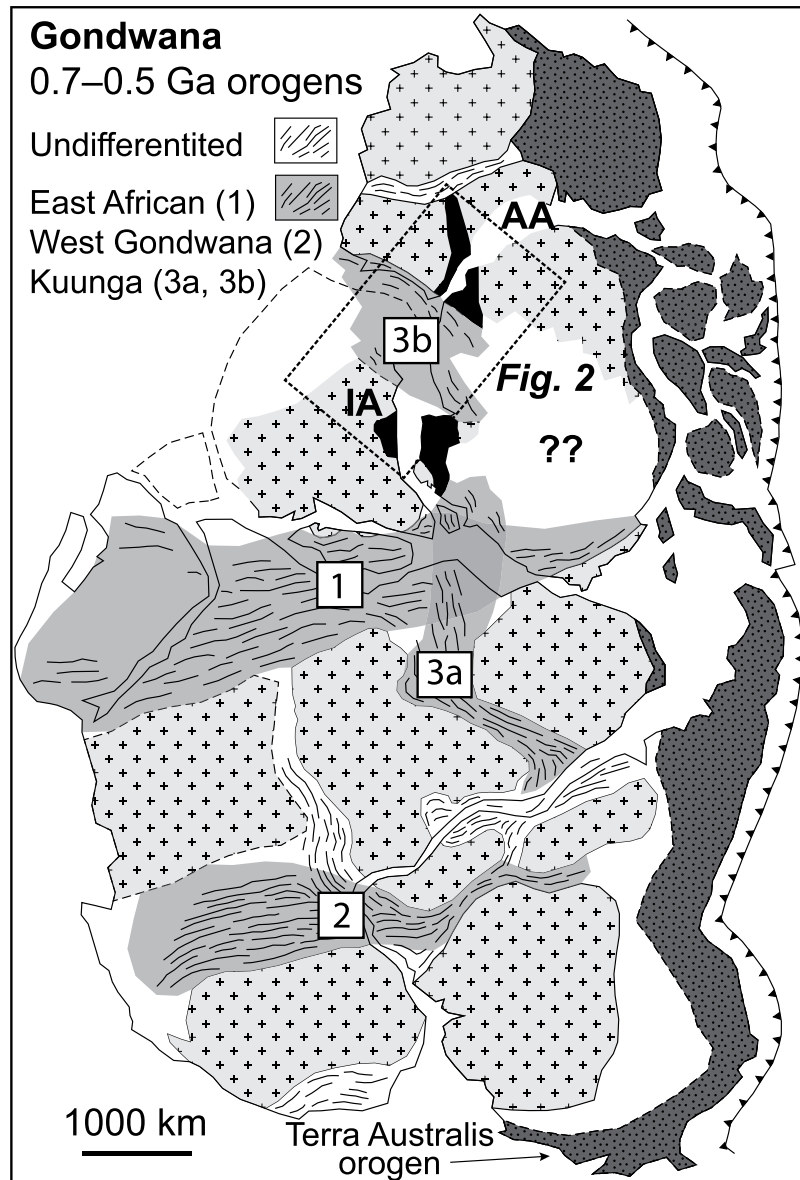 Gondwana
0.7–0.5 Ga orogens
Undifferentited
East African (1)
West Gondwana (2)
Kuunga (3a, 3b)
AA
3b
Fig. 2
IA
??
1
3a
2
1000 km
Terra Australis
orogen